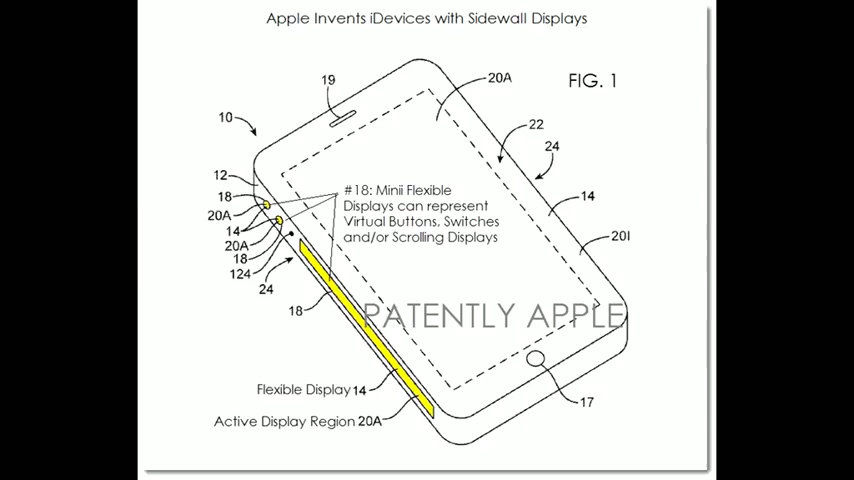 Apple Invents iDevices with Sidewall Displays
FIG. 1
19
20A
10
22
24
12
18
20A
14
20A
18
124
24
#18: Minii Flexible
Displays can represent
Virtual Buttons, Switches
and/or Scrolling Displays
14
20I
18
PATENTLY APPLE
Flexible Display 14
17
Active Display Region 20A